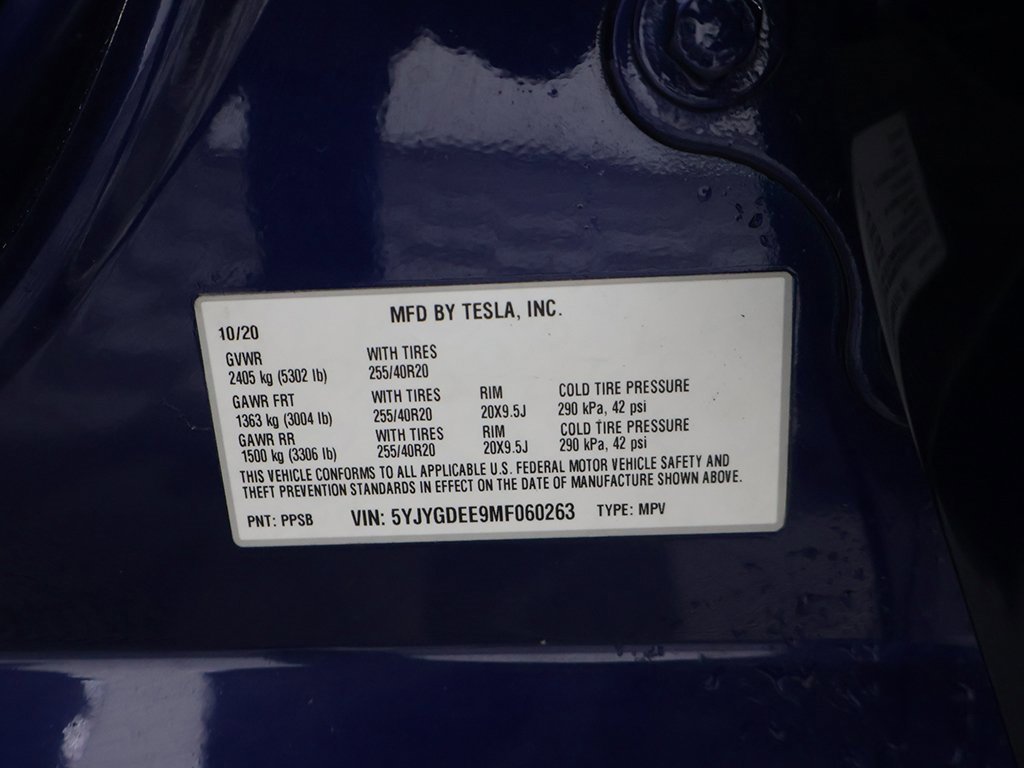 MFD BY TESLA, INC.
10/20
GVWR WITH TIRES
2405 kg (5302 lb) 255/40R20
GAWR FRT WITH TIRES RIM COLD TIRE PRESSURE
1363 kg (3004 lb) 255/40R20 20X9.5J 290 kPa, 42 psi
GAWR RR WITH TIRES RIM COLD TIRE PRESSURE
1500 kg (3306 lb) 255/40R20 20X9.5J 290 kPa, 42 psi
THIS VEHICLE CONFORMS TO ALL APPLICABLE U.S. FEDERAL MOTOR VEHICLE SAFETY AND
THEFT PREVENTION STANDARDS IN EFFECT ON THE DATE OF MANUFACTURE SHOWN ABOVE.
PNT: PPSB VIN: 5YJYGDEE9MF060263 TYPE: MPV